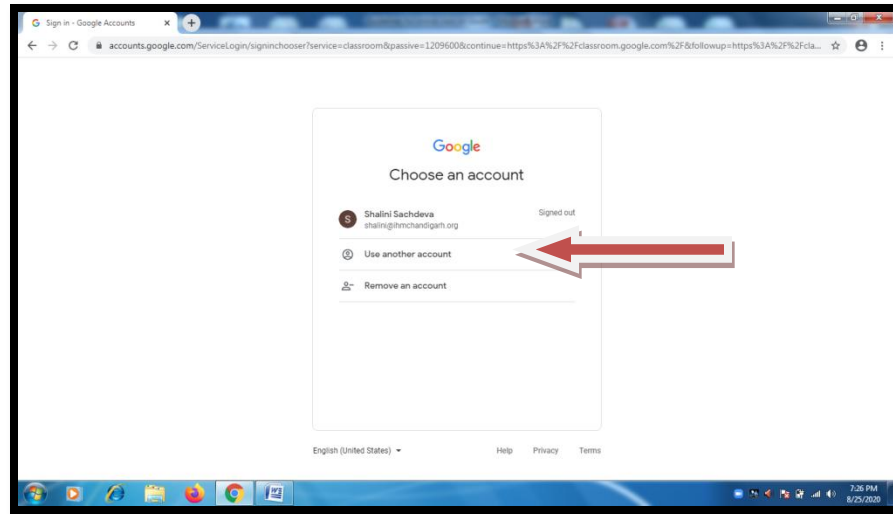 G Sign in - Google Accounts
accounts.google.com/ServiceLogin/signinchooser?service=classroom&passive=1209600&continue=https%3A%2F%2Fclassroom.google.com%2F&followup=https%3A%2F%2Fcla...
Google
Choose an account
S Shalini Sachdeva Signed out
shalini@ihmchandigarh.org
Use another account
Remove an account
English (United States) Help Privacy Terms
7:26 PM
8/25/2020